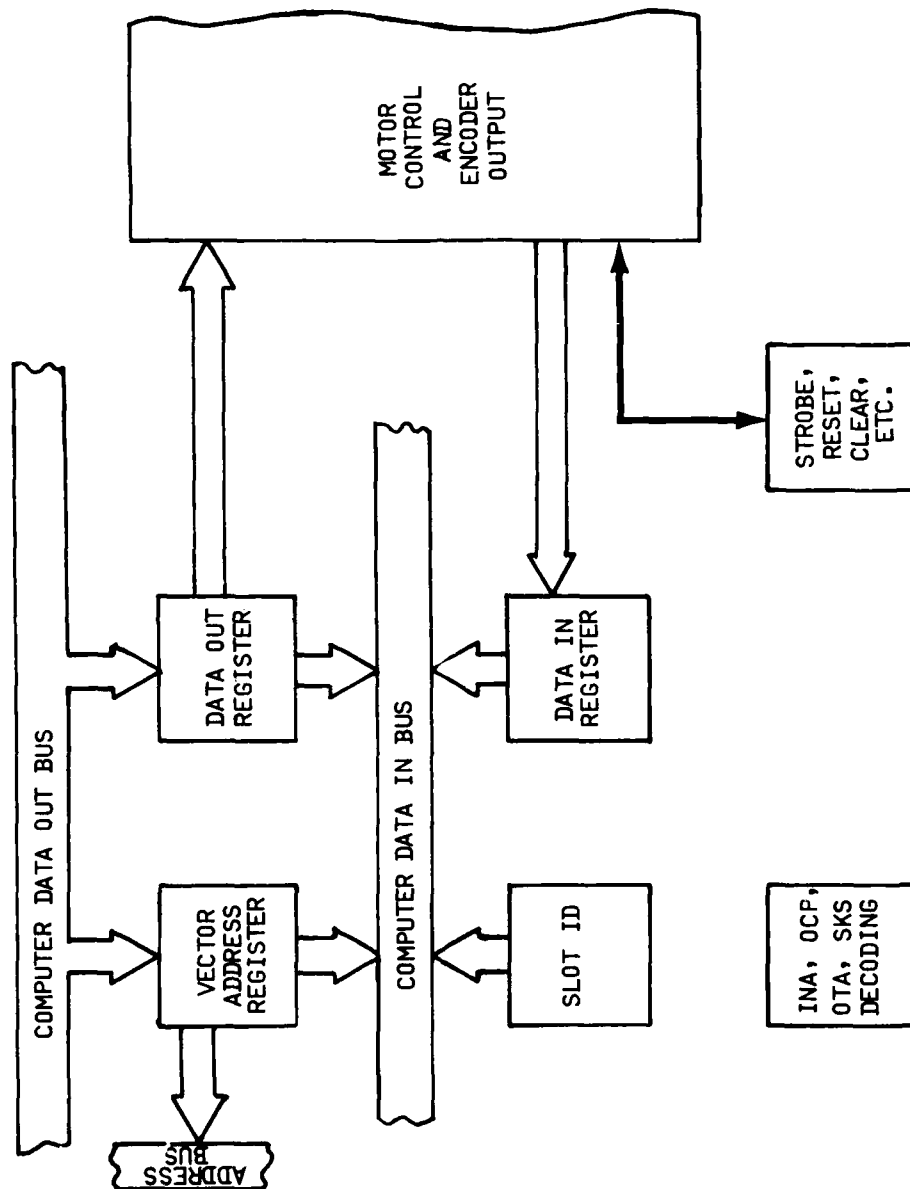 COMPUTER DATA OUT BUS
ADDRESS
BUS
VECTOR
ADDRESS
REGISTER
DATA OUT
REGISTER
MOTOR
CONTROL
AND
ENCODER
OUTPUT
COMPUTER DATA IN BUS
SLOT ID
DATA IN
REGISTER
INA, OCP,
OTA, SKS
DECODING
STROBE,
RESET,
CLEAR,
ETC.